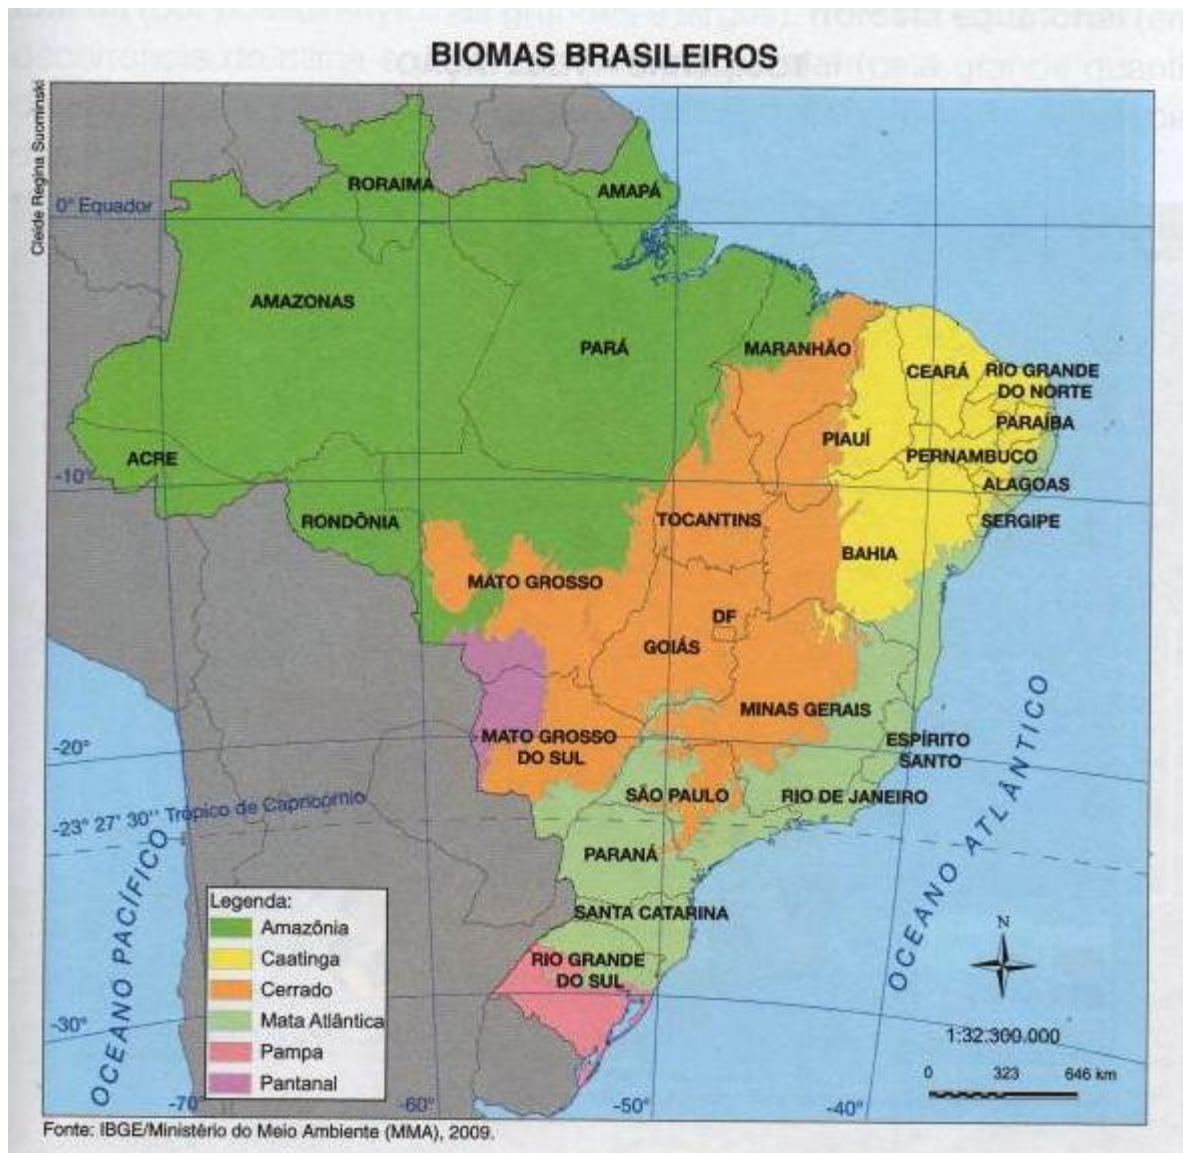 BIOMAS BRASILEIROS
Cleide Regina Suominski
RORAIMA
AMAPÁ
0° Equador
AMAZONAS
PARÁ
MARANHÃO
CEARÁ
RIO GRANDE
DO NORTE
PARAÍBA
PIAUÍ
PERNAMBUCO
ACRE
-10°
ALAGOAS
RONDÔNIA
TOCANTINS
SERGIPE
BAHIA
MATO GROSSO
DF
GOIÁS
MINAS GERAIS
-20°
MATO GROSSO
DO SUL
ESPÍRITO
SANTO
SÃO PAULO
RIO DE JANEIRO
-23° 27' 30'' Trópico de Capricórnio
PARANÁ
OCEANO PACÍFICO
OCEANO ATLÂNTICO
SANTA CATARINA
RIO GRANDE
DO SUL
Legenda:
Amazônia
Caatinga
Cerrado
Mata Atlântica
Pampa
Pantanal
N
-30°
1:32.300.000
0 323 646 km
-70°
-60°
-50°
-40°
Fonte: IBGE/Ministério do Meio Ambiente (MMA), 2009.